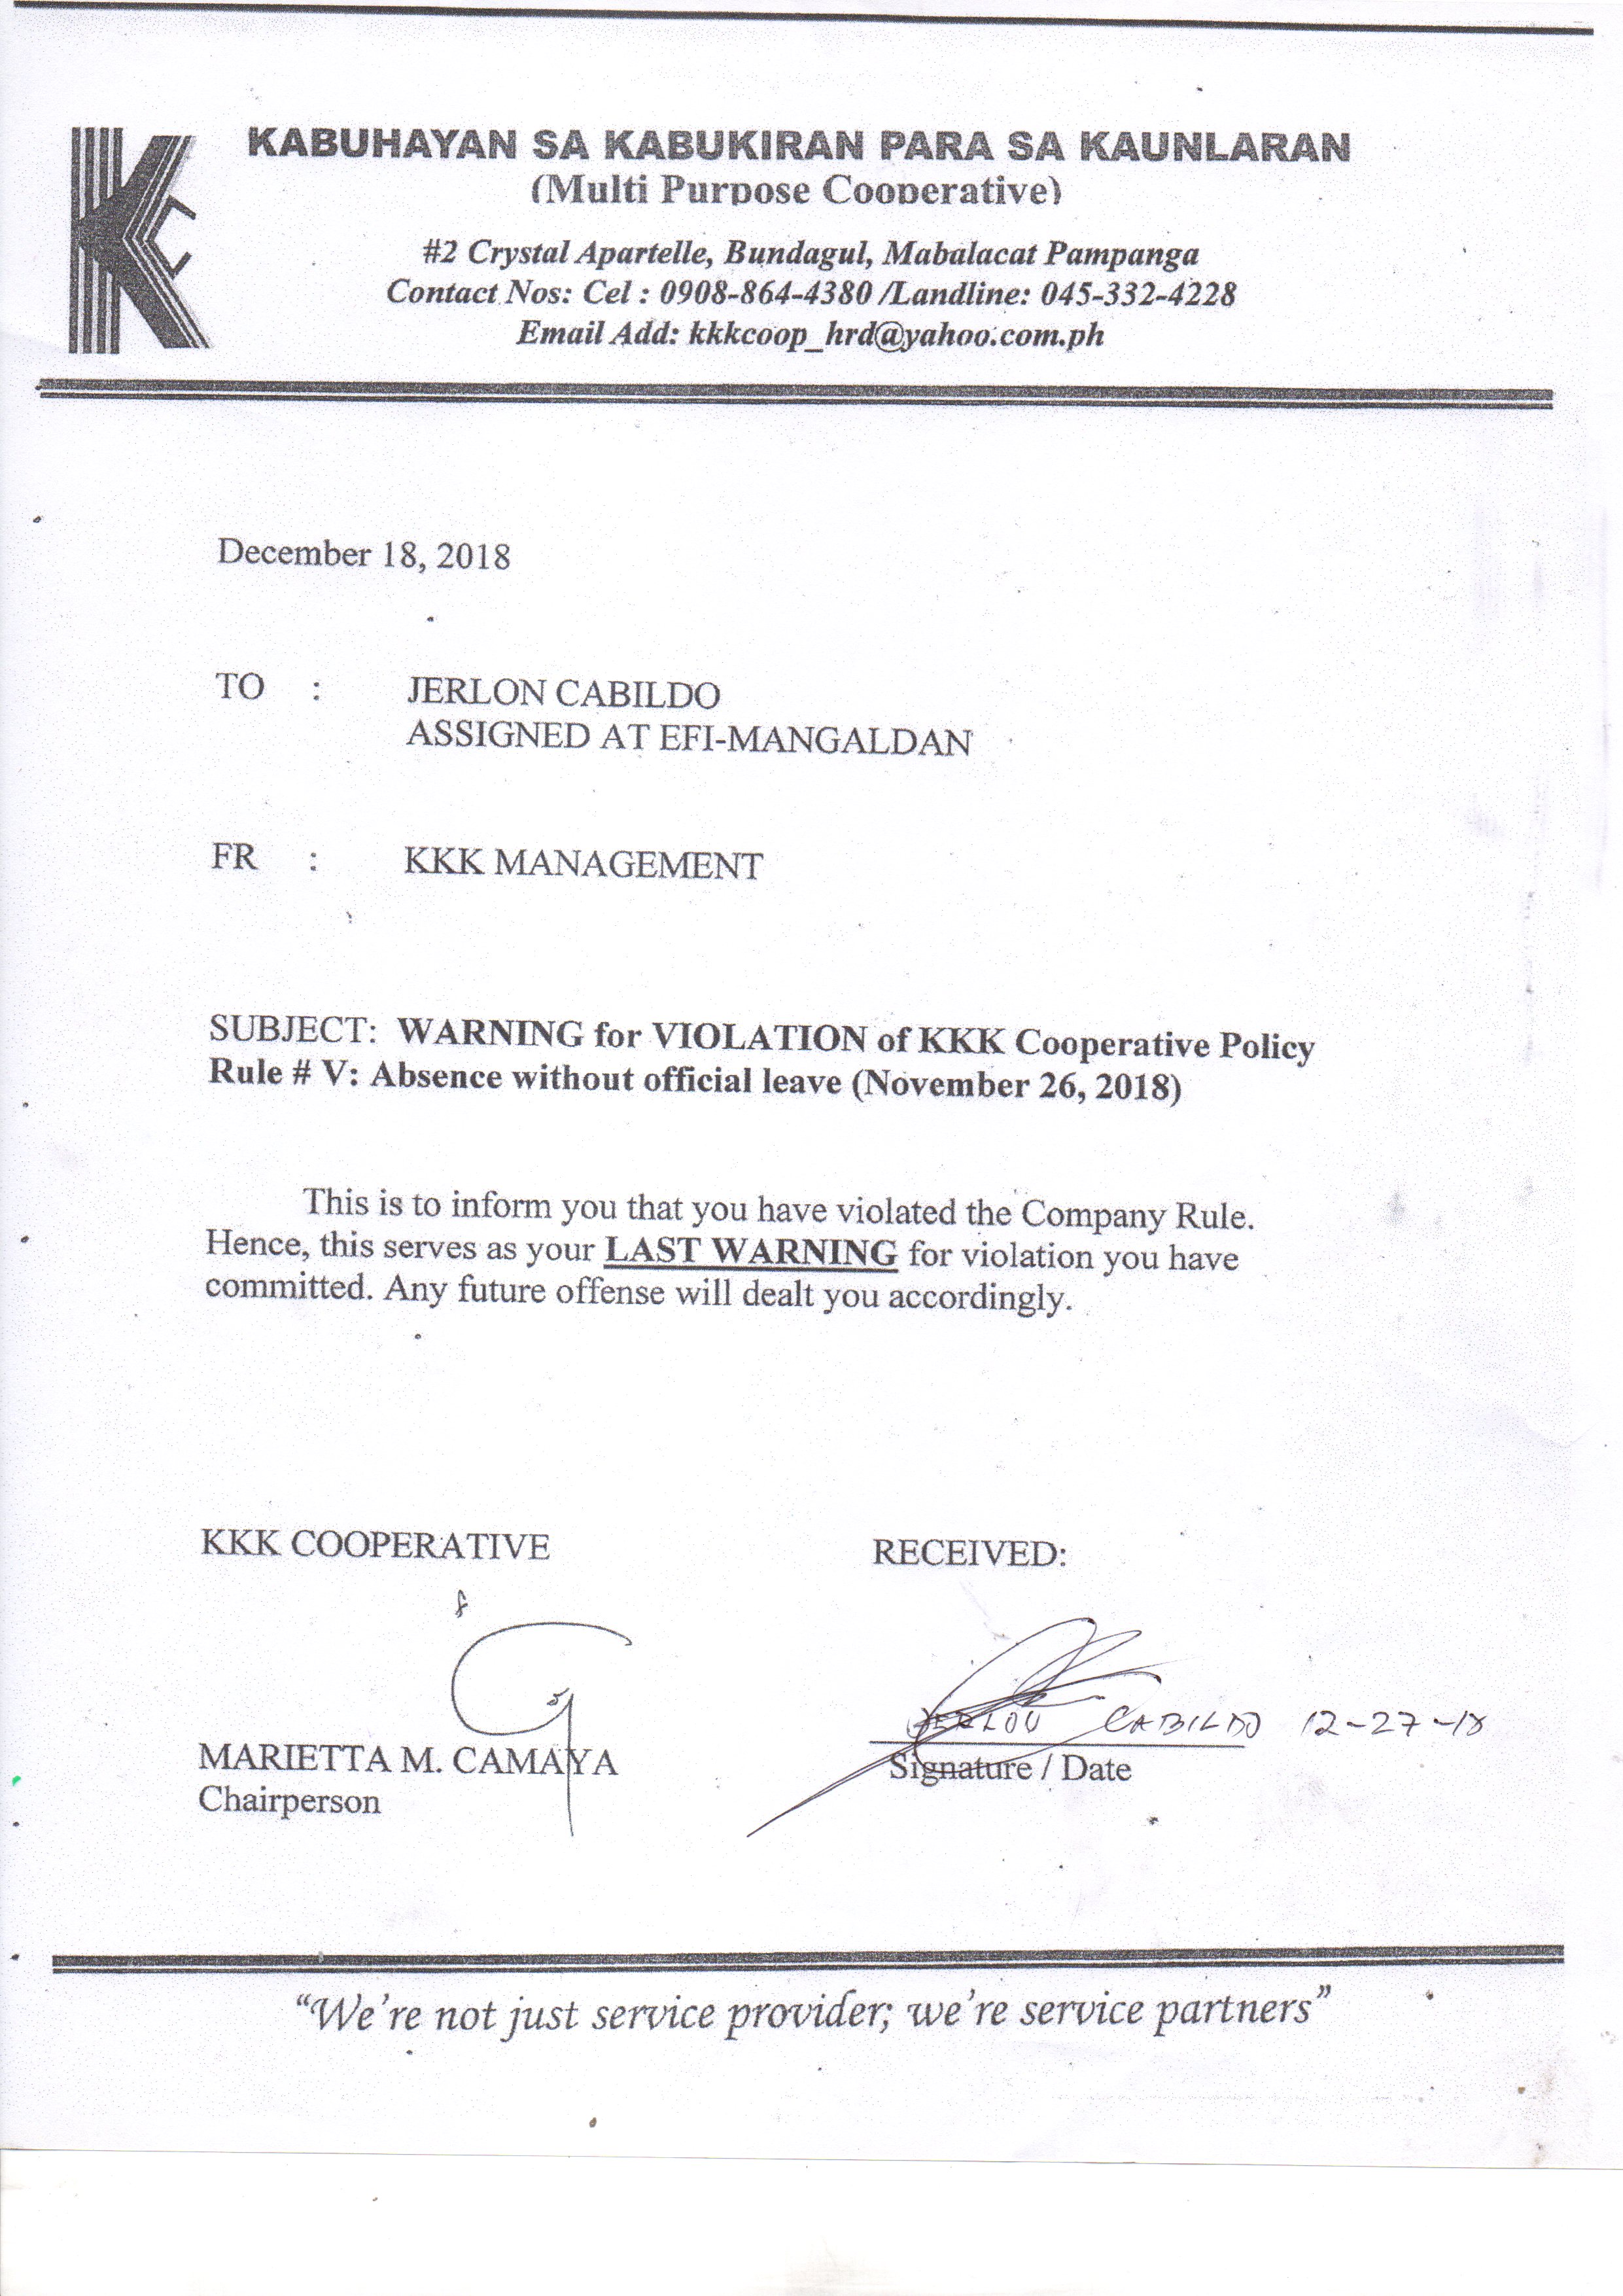 KABUHAYAN SA KABUKIRAN PARA SA KAUNLARAN
(Multi Purpose Cooperative)
#2 Crystal Apartelle, Bundagul, Mabalacat Pampanga
Contact Nos: Cel : 0908-864-4380 /Landline: 045-332-4228
Email Add: kkkcoop_hrd@yahoo.com.ph
December 18, 2018
TO : JERLON CABILDO
ASSIGNED AT EFI-MANGALDAN
FR : KKK MANAGEMENT
SUBJECT: WARNING for VIOLATION of KKK Cooperative Policy
Rule # V: Absence without official leave (November 26, 2018)
This is to inform you that you have violated the Company Rule.
Hence, this serves as your LAST WARNING for violation you have
committed. Any future offense will dealt you accordingly.
KKK COOPERATIVE
RECEIVED:
JERLON CABILDO 12-27-18
MARIETTA M. CAMAYA
Chairperson
Signature / Date
“We’re not just service provider; we’re service partners”